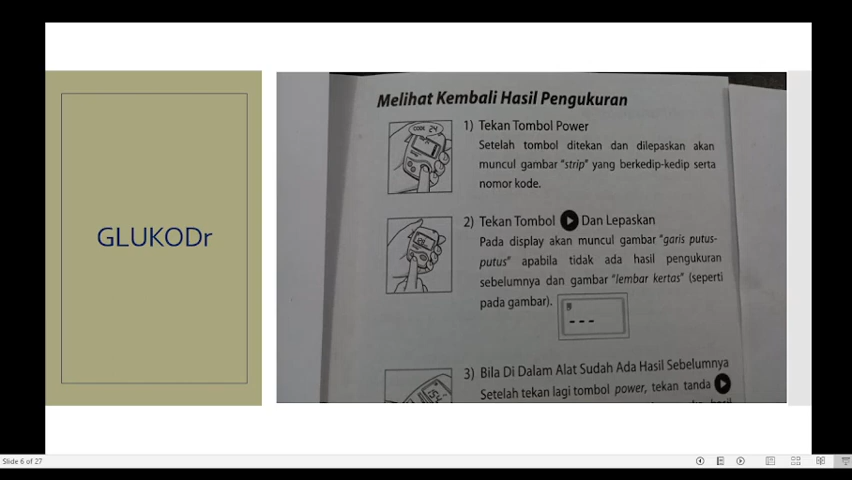 GLUKODr
Melihat Kembali Hasil Pengukuran
CODE 24
1) Tekan Tombol Power
Setelah tombol ditekan dan dilepaskan akan
muncul gambar "strip" yang berkedip-kedip serta
nomor kode.
2) Tekan Tombol Dan Lepaskan
Pada display akan muncul gambar "garis putus-
putus" apabila tidak ada hasil pengukuran
sebelumnya dan gambar "lembar kertas" (seperti
pada gambar).
---
3) Bila Di Dalam Alat Sudah Ada Hasil Sebelumnya
Setelah tekan lagi tombol power, tekan tanda
Slide 6 of 27